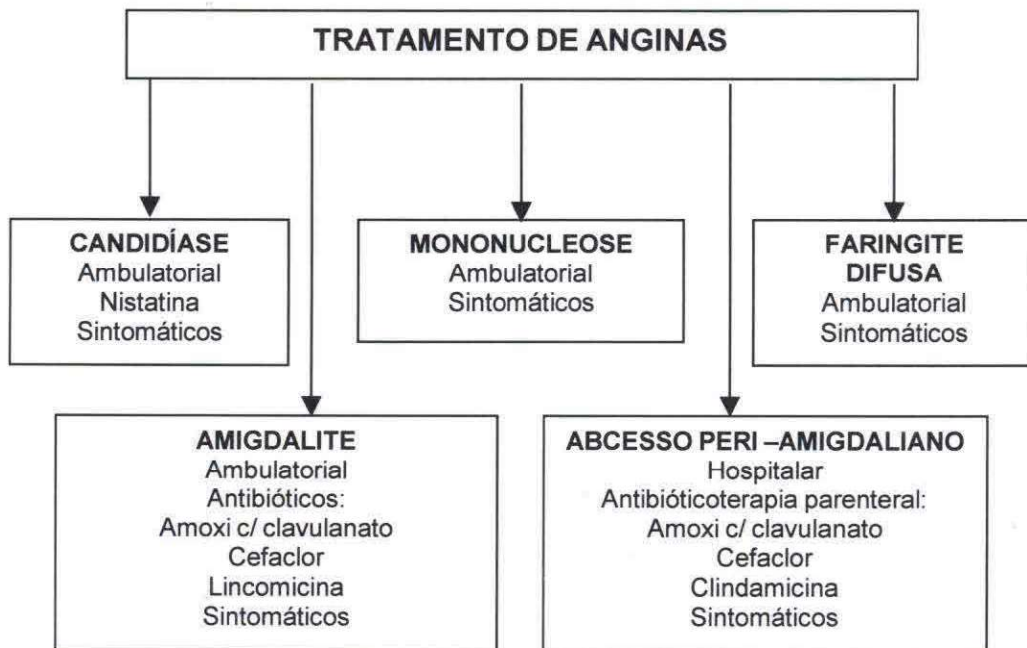 TRATAMENTO DE ANGINAS
CANDIDÍASE
Ambulatorial
Nistatina
Sintomáticos
MONONUCLEOSE
Ambulatorial
Sintomáticos
FARINGITE
DIFUSA
Ambulatorial
Sintomáticos
AMIGDALITE
Ambulatorial
Antibióticos:
Amoxi c/ clavulanato
Cefaclor
Lincomicina
Sintomáticos
ABCESSO PERI –AMIGDALIANO
Hospitalar
Antibióticoterapia parenteral:
Amoxi c/ clavulanato
Cefaclor
Clindamicina
Sintomáticos